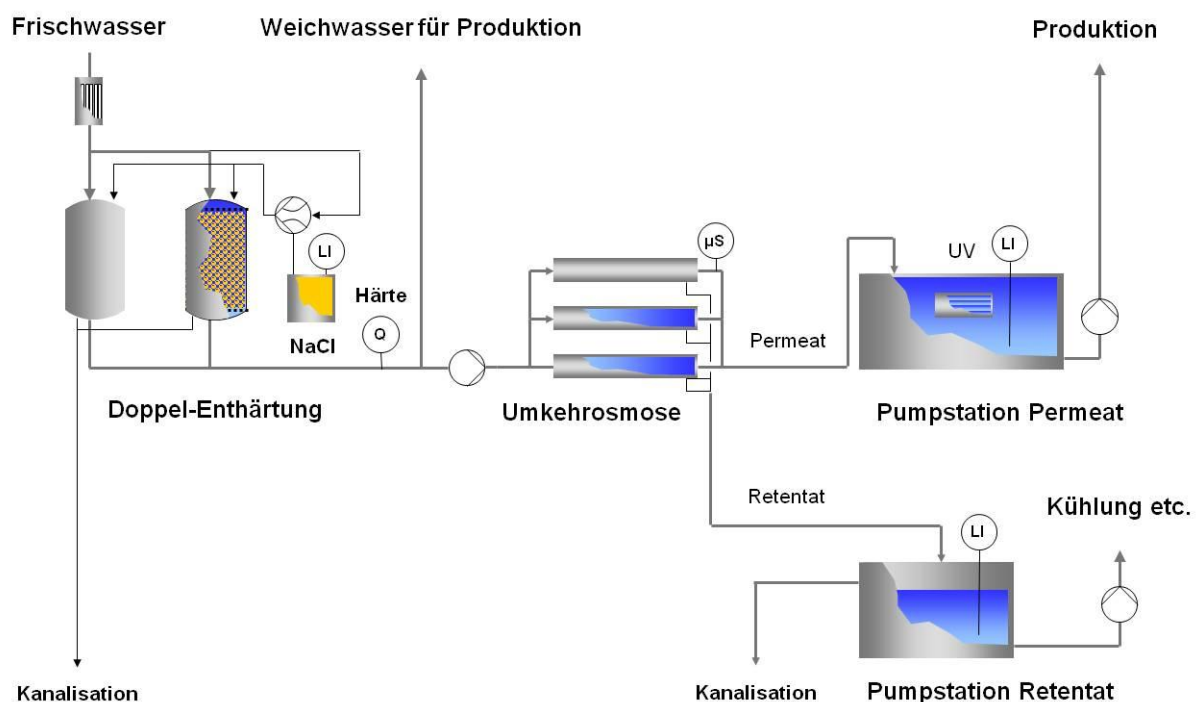 Frischwasser
Weichwasser für Produktion
Produktion
LI
Härte
NaCl
Q
Doppel-Enthärtung
µS
Umkehrosmose
Permeat
UV
LI
Pumpstation Permeat
Retentat
LI
Kühlung etc.
Kanalisation
Kanalisation
Pumpstation Retentat